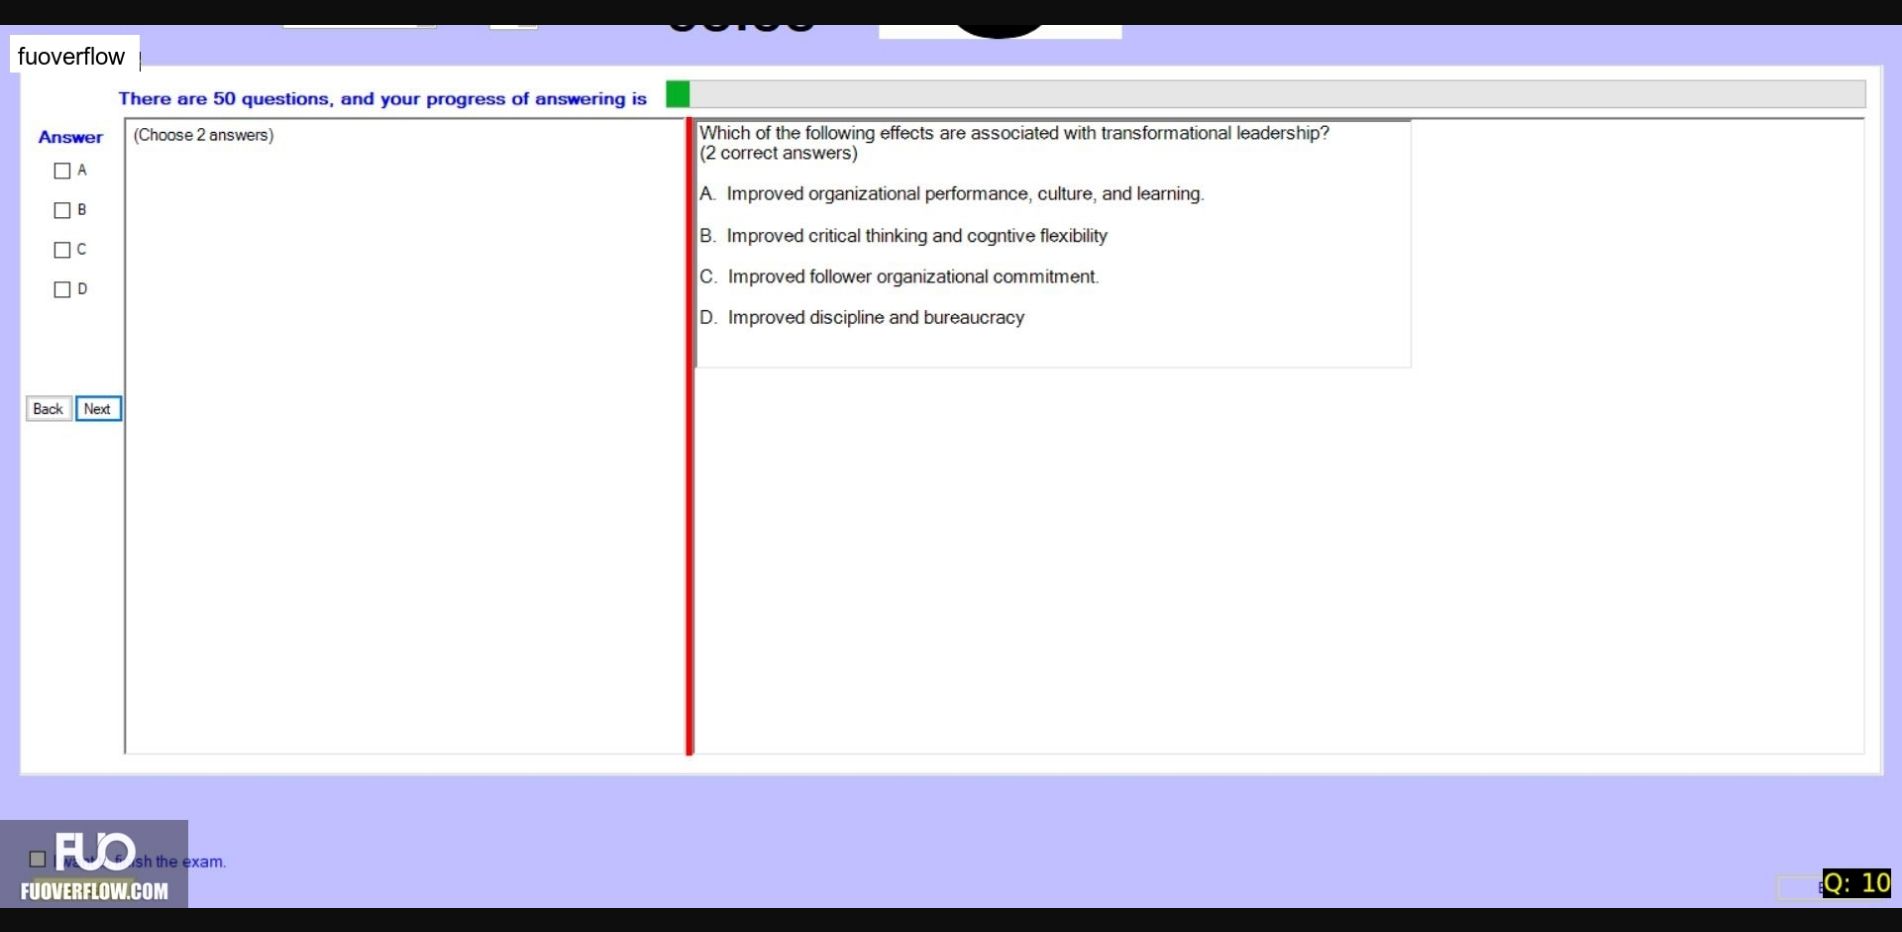 fuoverflow
There are 50 questions, and your progress of answering is
Answer
(Choose 2 answers)
A
B
C
D
Back Next
Which of the following effects are associated with transformational leadership?
(2 correct answers)
A. Improved organizational performance, culture, and learning.
B. Improved critical thinking and cogntive flexibility
C. Improved follower organizational commitment.
D. Improved discipline and bureaucracy
FUO
sh the exam.
FUOVERFLOW.COM
Q: 10